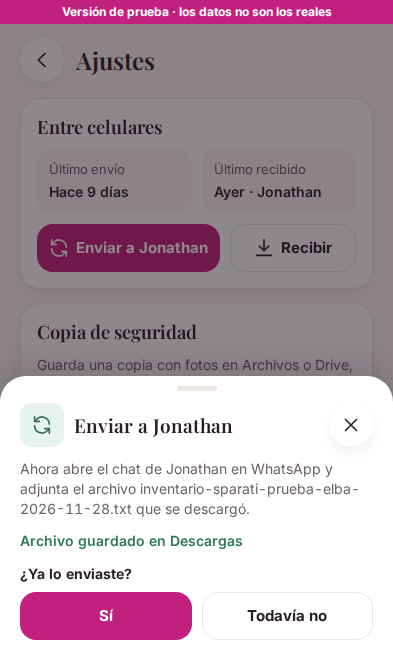 Versión de prueba · los datos no son los reales
Ajustes
Entre celulares
Último envío
Hace 9 días
Último recibido
Ayer · Jonathan
Enviar a Jonathan
Recibir
Copia de seguridad
Guarda una copia con fotos en Archivos o Drive,
Enviar a Jonathan
Ahora abre el chat de Jonathan en WhatsApp y
adjunta el archivo inventario-sparati-prueba-elba-
2026-11-28.txt que se descargó.
Archivo guardado en Descargas
¿Ya lo enviaste?
Sí
Todavía no